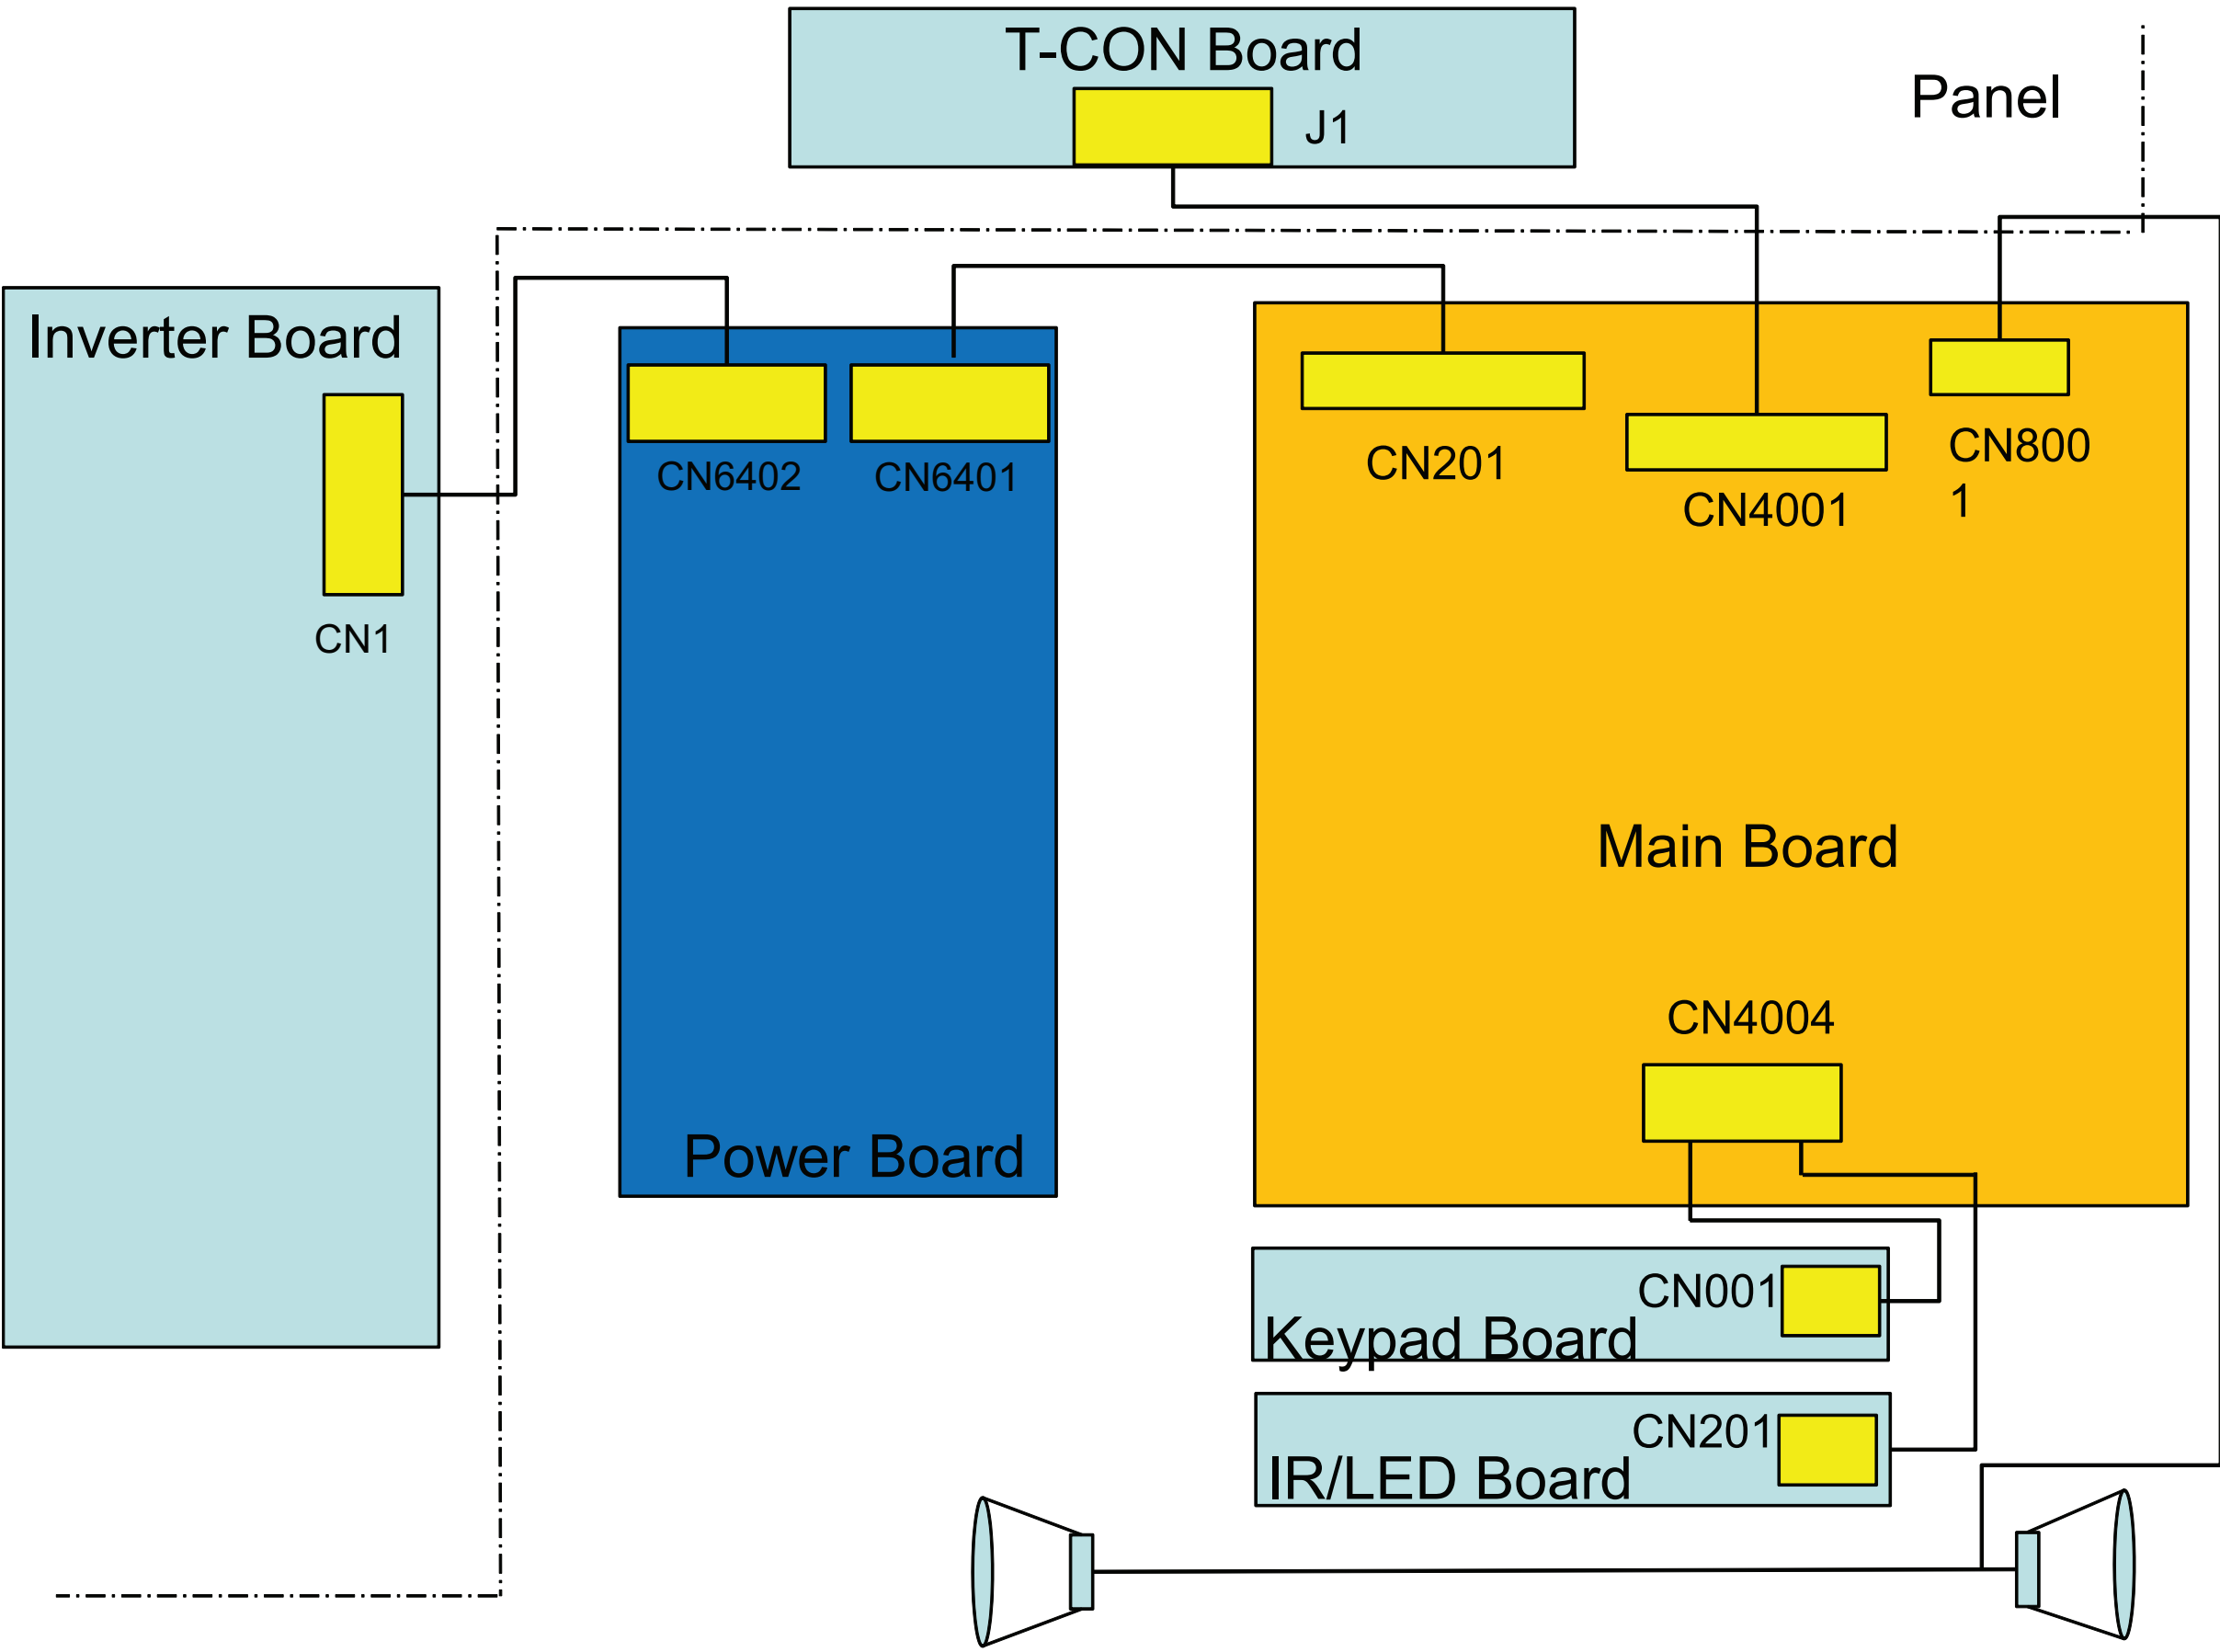 T-CON Board
J1
Panel
Inverter Board
CN1
CN6402
CN6401
Power Board
CN201
CN4001
CN800
1
Main Board
CN4004
CN001
Keypad Board
CN201
IR/LED Board